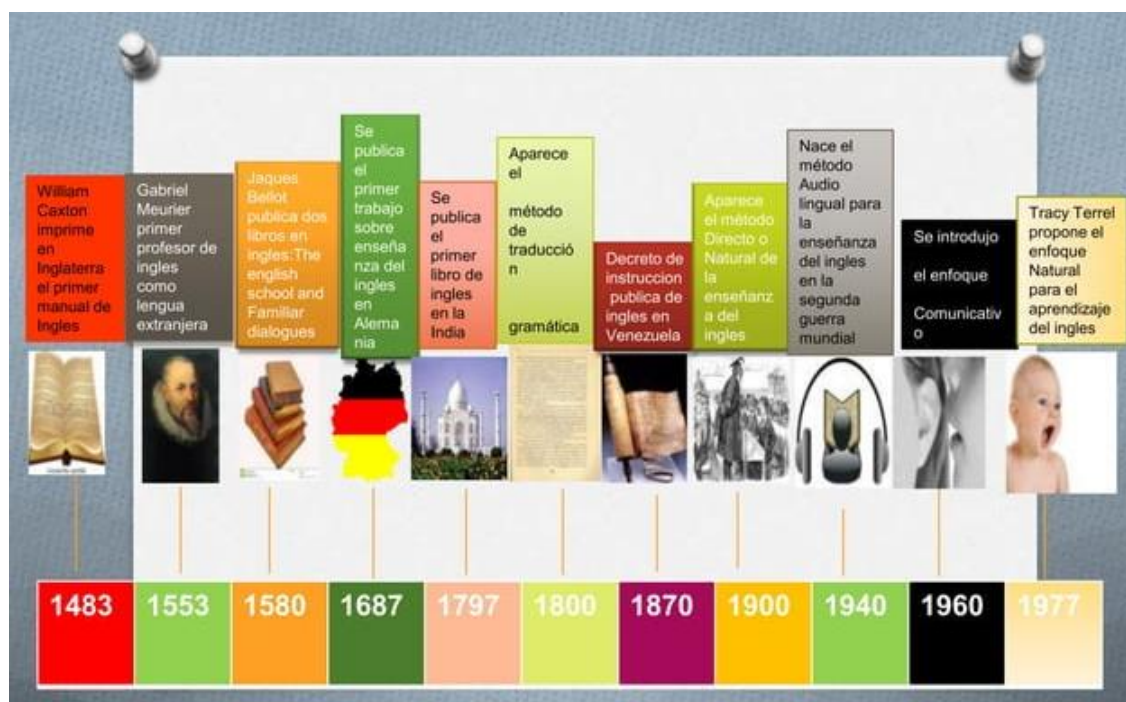 William
Caxton
imprime
en
Inglaterra
el primer
manual de
Ingles
Gabriel
Meurier
primer
profesor de
ingles
como
lengua
extranjera
Jaques
Bellot
publica dos
libros en
ingles:The
english
school and
Familiar
dialogues
Se
publica
el
primer
trabajo
sobre
enseña
nza del
ingles
en
Alema
nia
Se
publica
el
primer
libro de
ingles
en la
India
Aparece
el
método
de
traducció
n
gramática
Decreto de
instruccion
publica de
ingles en
Venezuela
Aparece
el método
Directo o
Natural de
la
enseñanz
a del
ingles
Nace el
método
Audio
lingual para
la
enseñanza
del ingles
en la
segunda
guerra
mundial
Se introdujo
el enfoque
Comunicativ
o
Tracy Terrel
propone el
enfoque
Natural
para el
aprendizaje
del ingles
1483 1553 1580 1687 1797 1800 1870 1900 1940 1960 1977